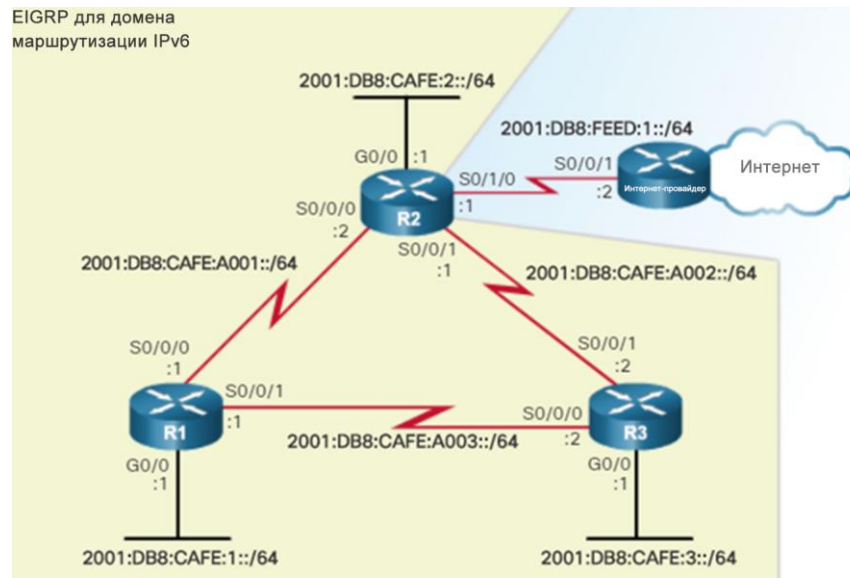 EIGRP для домена
маршрутизации IPv6
2001:DB8:CAFE:2::/64
2001:DB8:FEED:1::/64
G0/0 :1
S0/1/0
:1
S0/0/1
:2
Интернет-провайдер
Интернет
S0/0/0
:2
R2
S0/0/1
:1
2001:DB8:CAFE:A001::/64
2001:DB8:CAFE:A002::/64
S0/0/0
:1
S0/0/1
:2
R1
S0/0/1
:1
S0/0/0
:2
R3
2001:DB8:CAFE:A003::/64
G0/0
:1
G0/0
:1
2001:DB8:CAFE:1::/64
2001:DB8:CAFE:3::/64